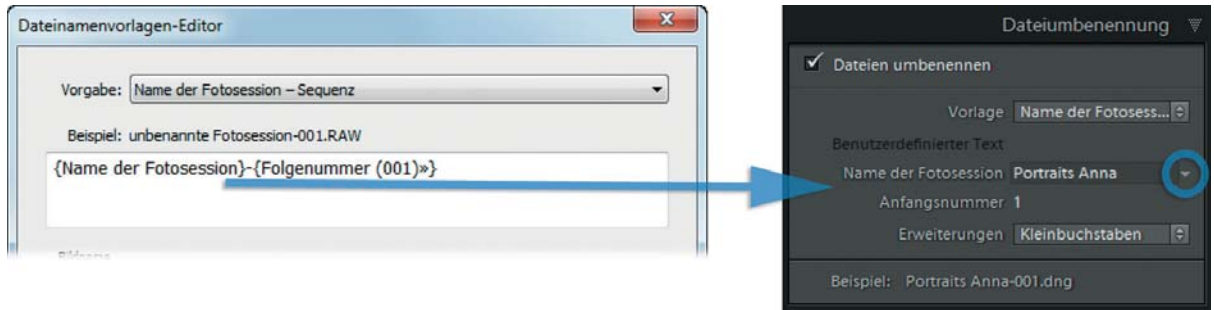 Dateinamenvorlagen-Editor
Vorgabe: Name der Fotosession – Sequenz
Beispiel: unbenannte Fotosession-001.RAW
{Name der Fotosession}-{Folgenummer (001)»}
Dateiumbenennung
Dateien umbenennen
Vorlage Name der Fotosess...
Benutzerdefinierter Text
Name der Fotosession Portraits Anna
Anfangsnummer 1
Erweiterungen Kleinbuchstaben
Beispiel: Portraits Anna-001.dng